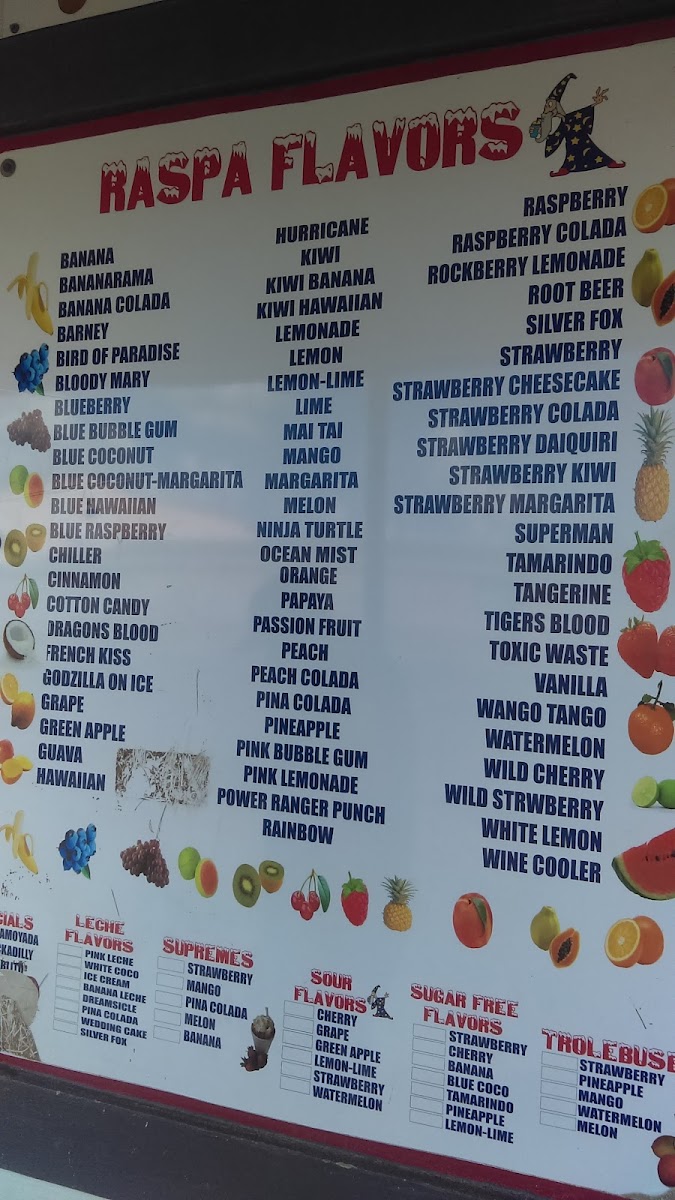 RASPA FLAVORS
BANANA
BANANARAMA
BANANA COLADA
BARNEY
BIRD OF PARADISE
BLOODY MARY
BLUEBERRY
BLUE BUBBLE GUM
BLUE COCONUT
BLUE COCONUT-MARGARITA
BLUE HAWAIIAN
BLUE RASPBERRY
CHILLER
CINNAMON
COTTON CANDY
DRAGONS BLOOD
FRENCH KISS
GODZILLA ON ICE
GRAPE
GREEN APPLE
GUAVA
HAWAIIAN
HURRICANE
KIWI
KIWI BANANA
KIWI HAWAIIAN
LEMONADE
LEMON
LEMON-LIME
LIME
MAI TAI
MANGO
MARGARITA
MELON
NINJA TURTLE
OCEAN MIST
ORANGE
PAPAYA
PASSION FRUIT
PEACH
PEACH COLADA
PINA COLADA
PINEAPPLE
PINK BUBBLE GUM
PINK LEMONADE
POWER RANGER PUNCH
RAINBOW
RASPBERRY
RASPBERRY COLADA
ROCKBERRY LEMONADE
ROOT BEER
SILVER FOX
STRAWBERRY
STRAWBERRY CHEESECAKE
STRAWBERRY COLADA
STRAWBERRY DAIQUIRI
STRAWBERRY KIWI
STRAWBERRY MARGARITA
SUPERMAN
TAMARINDO
TANGERINE
TIGERS BLOOD
TOXIC WASTE
VANILLA
WANGO TANGO
WATERMELON
WILD CHERRY
WILD STRWBERRY
WHITE LEMON
WINE COOLER
CIALS
AMOYADA
CKADILLY
LECHE
FLAVORS
PINK LECHE
WHITE COCO
ICE CREAM
BANANA LECHE
DREAMSICLE
PINA COLADA
WEDDING CAKE
SILVER FOX
SUPREMES
STRAWBERRY
MANGO
PINA COLADA
MELON
BANANA
SOUR
FLAVORS
CHERRY
GRAPE
GREEN APPLE
LEMON-LIME
STRAWBERRY
WATERMELON
SUGAR FREE
FLAVORS
STRAWBERRY
CHERRY
BANANA
BLUE COCO
TAMARINDO
PINEAPPLE
LEMON-LIME
TROLEBUSE
STRAWBERRY
PINEAPPLE
MANGO
WATERMELON
MELON